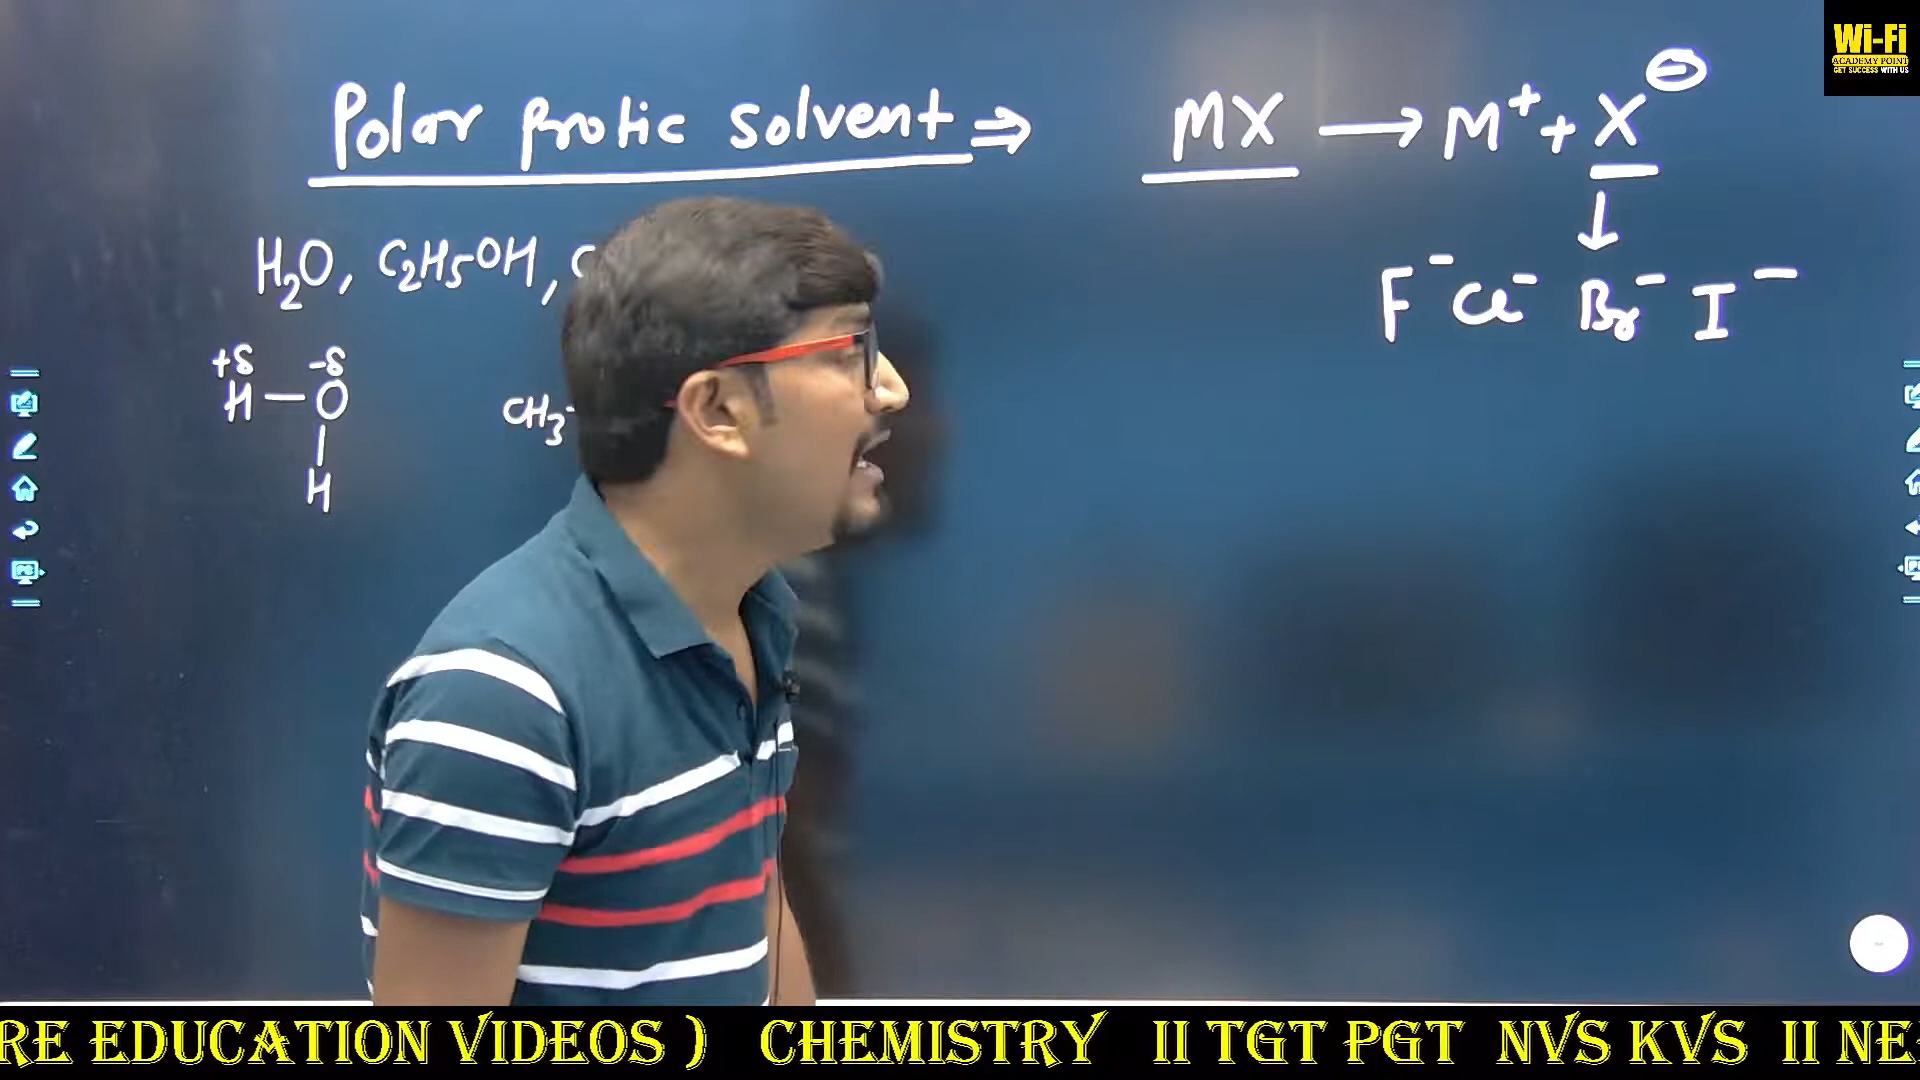 Wi-Fi
ACADEMY POINT
GET SUCCESS WITH US
Polar protic solvent ⇒
MX → M⁺ + X⊖
↓
F⁻ Cl⁻ Br⁻ I⁻
H₂O, C₂H₅OH, C
+δ -δ
H — O
|
H
CH₃-
RE EDUCATION VIDEOS ) CHEMISTRY II TGT PGT NVS KVS II NE